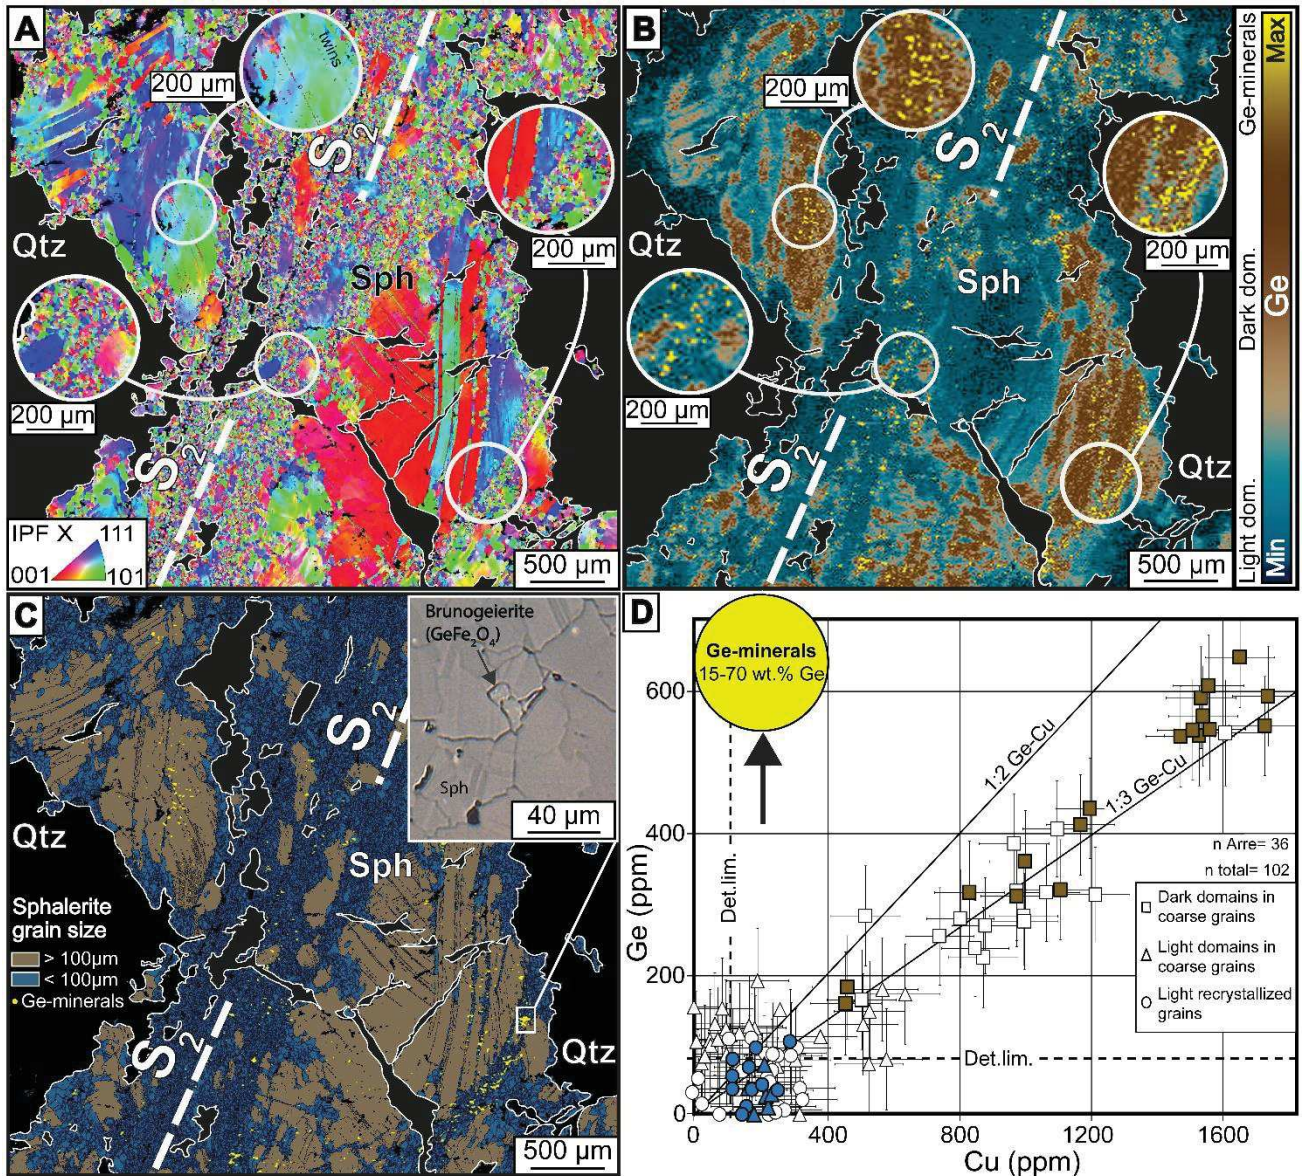 A
twins
200 µm
S2
200 µm
Qtz
Sph
200 µm
S2
IPF X 111
001 101
500 µm
B
200 µm
S2
200 µm
Sph
200 µm
S2
Qtz
500 µm
Max
Ge-minerals
Dark dom.
Ge
Light dom.
Min
C
Brunogeierite
(GeFe2O4)
Sph
40 µm
S2
Qtz
Sph
Sphalerite
grain size
> 100µm
< 100µm
Ge-minerals
S2
Qtz
500 µm
D
Ge-minerals
15-70 wt.% Ge
1:2 Ge-Cu
1:3 Ge-Cu
Det.lim.
n Arre= 36
n total= 102
Dark domains in
coarse grains
Light domains in
coarse grains
Light recrystallized
grains
Det.lim.
Ge (ppm)
600
400
200
0
0 400 800 1200 1600
Cu (ppm)